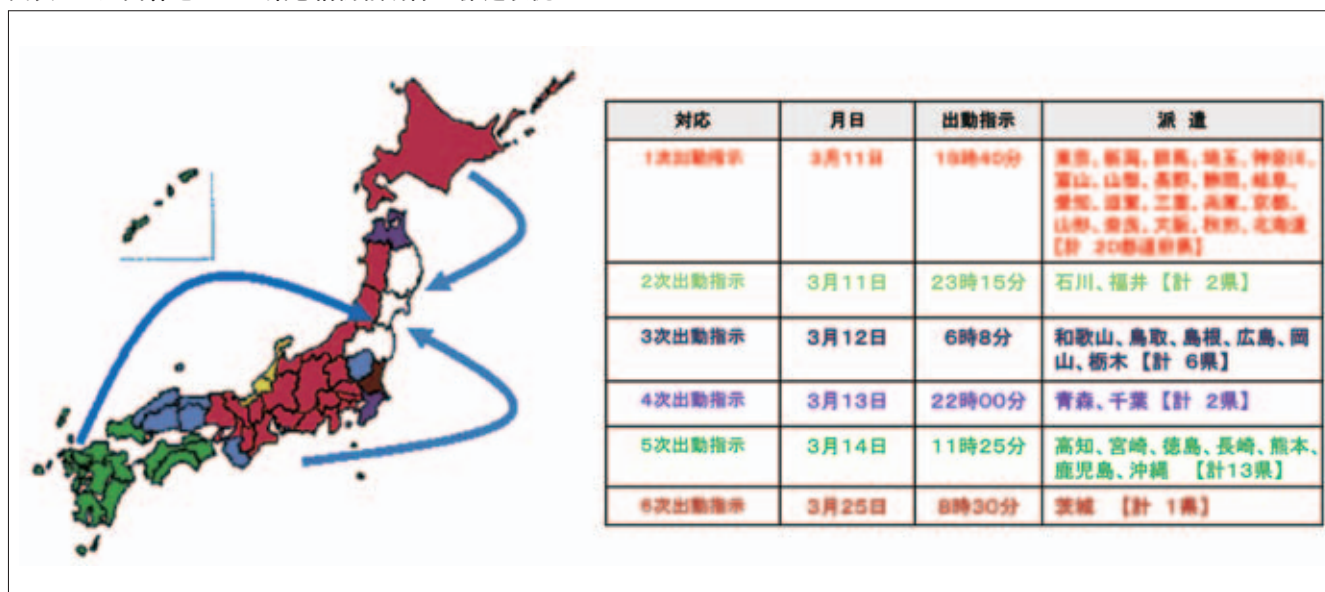 対応 月日 出動指示 派 遣
1次出動指示 3月11日 18時40分 東京、新潟、群馬、埼玉、神奈川、
富山、山梨、長野、静岡、岐阜、
愛知、滋賀、三重、兵庫、京都、
山形、奈良、大阪、秋田、北海道
【計 20都道府県】
2次出動指示 3月11日 23時15分 石川、福井 【計 2県】
3次出動指示 3月12日 6時8分 和歌山、鳥取、島根、広島、岡
山、栃木 【計 6県】
4次出動指示 3月13日 22時00分 青森、千葉 【計 2県】
5次出動指示 3月14日 11時25分 高知、宮崎、徳島、長崎、熊本、
鹿児島、沖縄 【計13県】
6次出動指示 3月25日 8時30分 茨城 【計 1県】